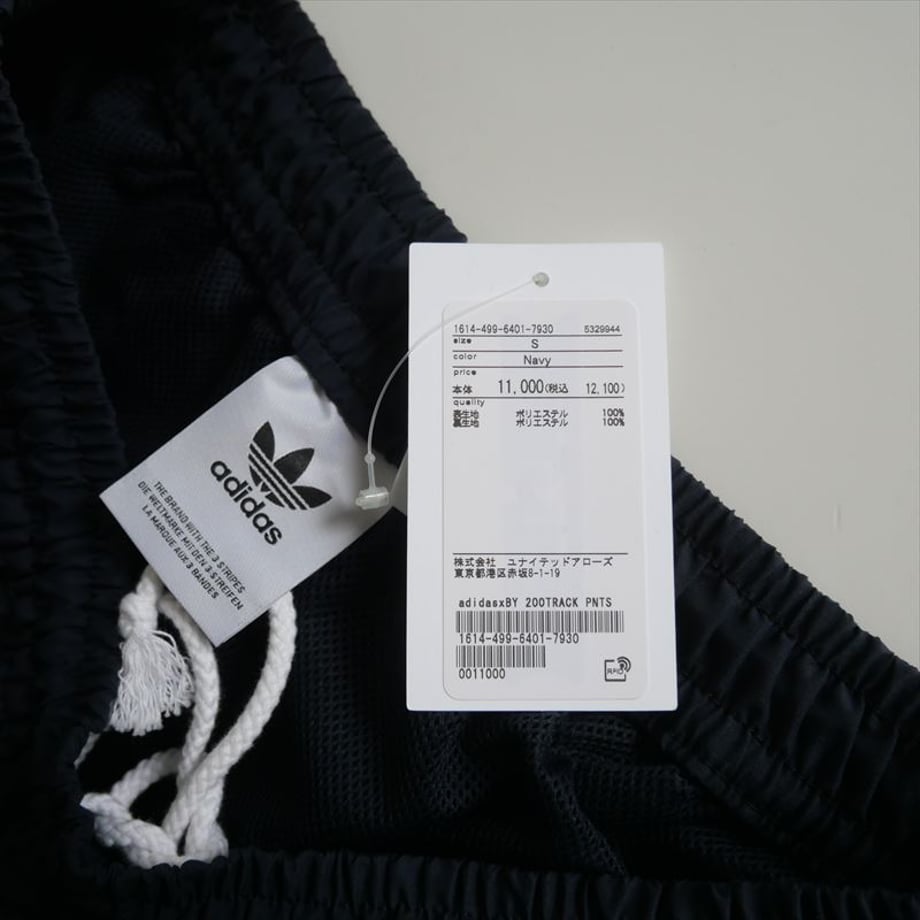 adidas
THE BRAND WITH THE 3 STRIPES
DIE WELTMARKE MIT DEN 3-STREIFEN
LA MARQUE AUX 3 BANDES
1614-499-6401-7930 5329944
size S
color Navy
price
本体 11,000(税込 12,100)
quality
表生地 ポリエステル 100%
裏生地 ポリエステル 100%
株式会社 ユナイテッドアローズ
東京都港区赤坂8-1-19
adidasxBY 200TRACK PNTS
1614-499-6401-7930
0011000
RFID